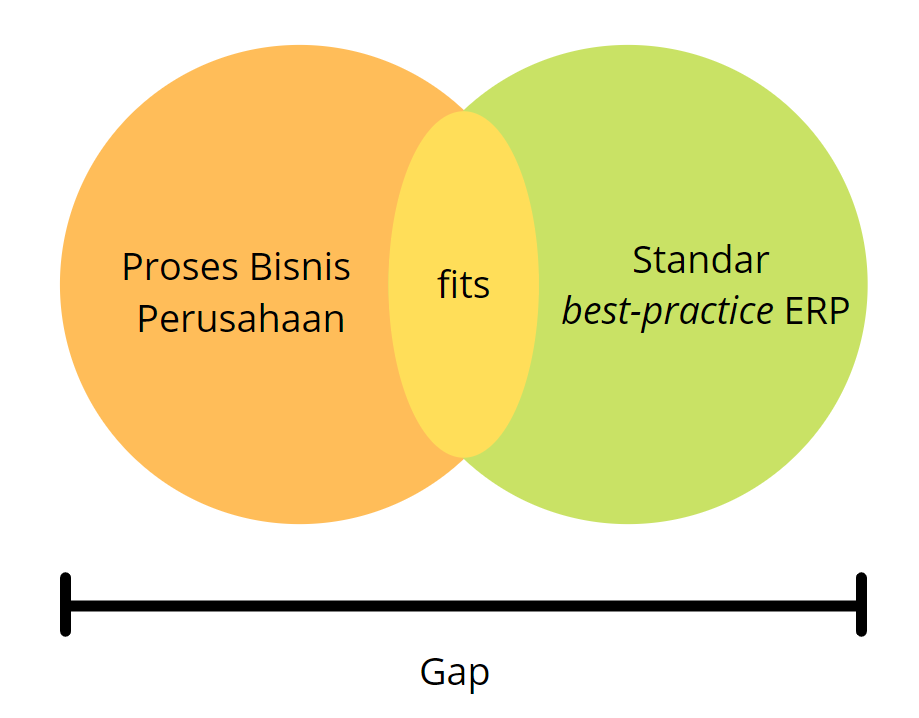 Proses Bisnis
Perusahaan
fits
Standar
best-practice ERP
Gap